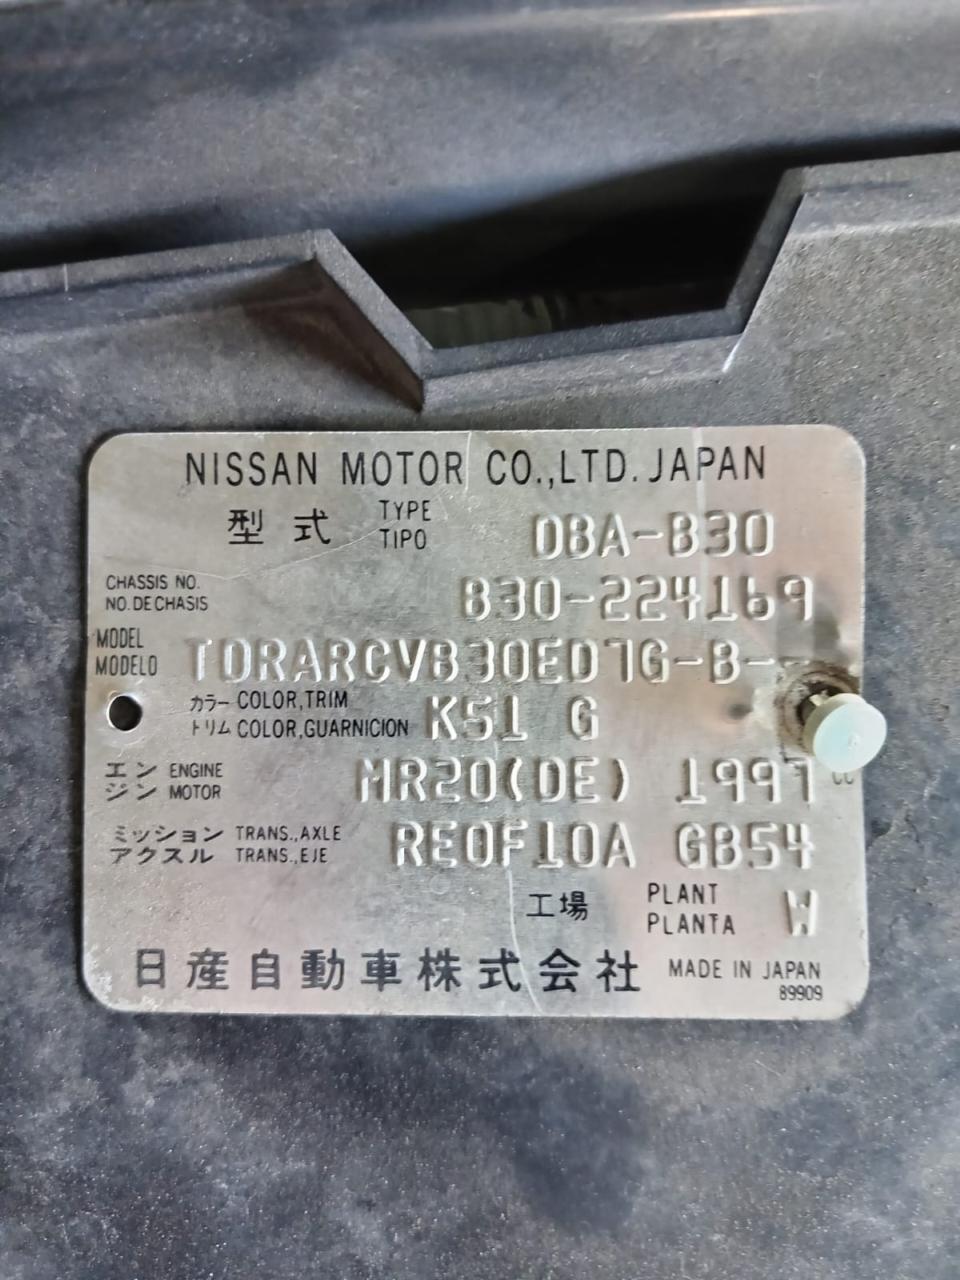 NISSAN MOTOR CO.,LTD. JAPAN
型式 TYPE TIPO DBA-B30
CHASSIS NO. NO. DE CHASIS B30-224169
MODEL MODELO TDRARCVB30ED7G-B--
カラー COLOR,TRIM
トリム COLOR,GUARNICION K51 G
エンジン ENGINE MOTOR MR20(DE) 1997 CC
ミッション TRANS.,AXLE
アクスル TRANS.,EJE RE0F10A GB54
工場 PLANT PLANTA W
日産自動車株式会社 MADE IN JAPAN
89909